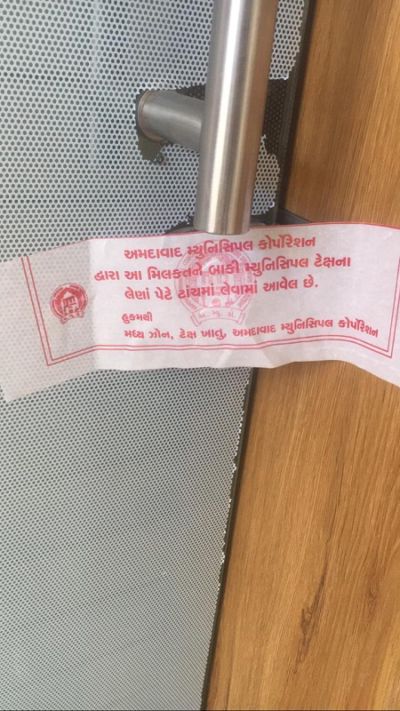 અમદાવાદ મ્યુનિસિપલ કોર્પોરેશન
દ્વારા આ મિલકતને બાકી મ્યુનિસિપલ ટેક્ષના
લેણાં પેટે ટાંચમાં લેવામાં આવેલ છે.
હુકમથી
મધ્ય ઝોન, ટેક્ષ ખાતુ, અમદાવાદ મ્યુનિસિપલ કોર્પોરેશન